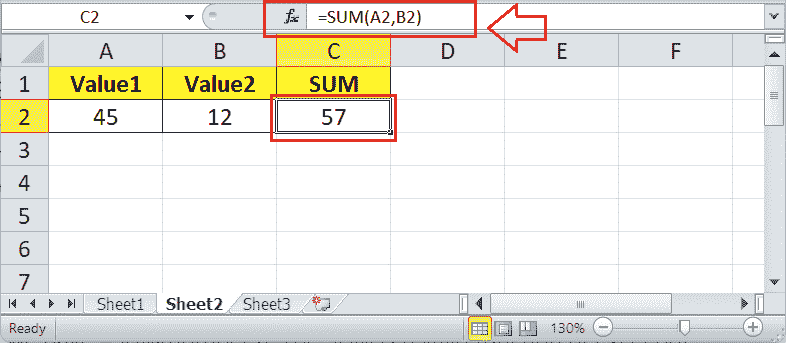 C2 fx =SUM(A2,B2)
A B C D E F
1 Value1 Value2 SUM
2 45 12 57
3
4
5
6
7
Sheet1 Sheet2 Sheet3
Ready 130%